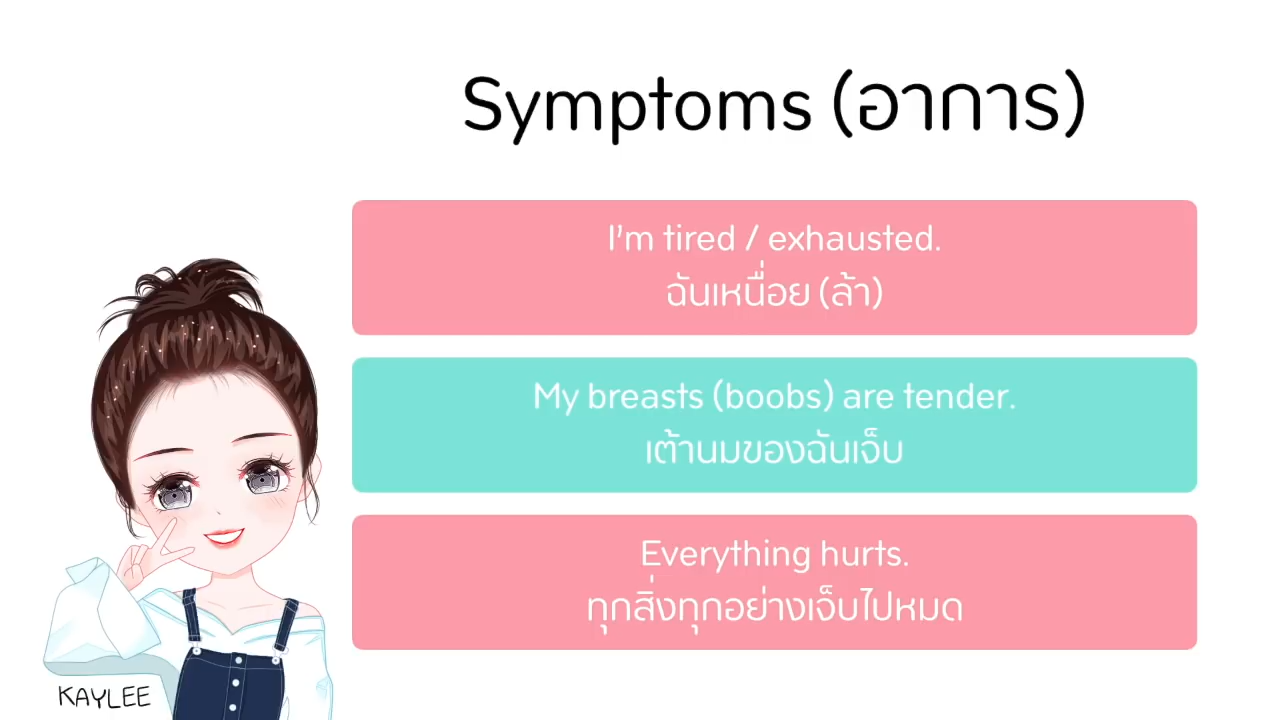 Symptoms (อาการ)
I'm tired / exhausted.
ฉันเหนื่อย (ล้า)
My breasts (boobs) are tender.
เต้านมของฉันเจ็บ
Everything hurts.
ทุกสิ่งทุกอย่างเจ็บไปหมด
KAYLEE